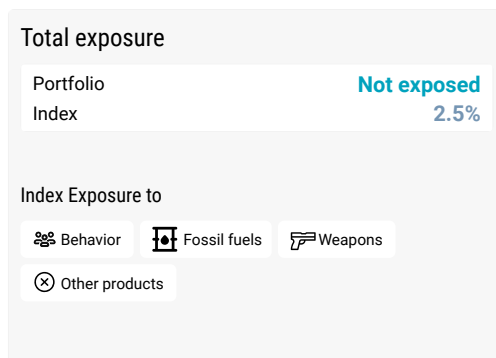 Total exposure
Portfolio Not exposed
Index 2.5%
Index Exposure to
Behavior Fossil fuels Weapons
Other products